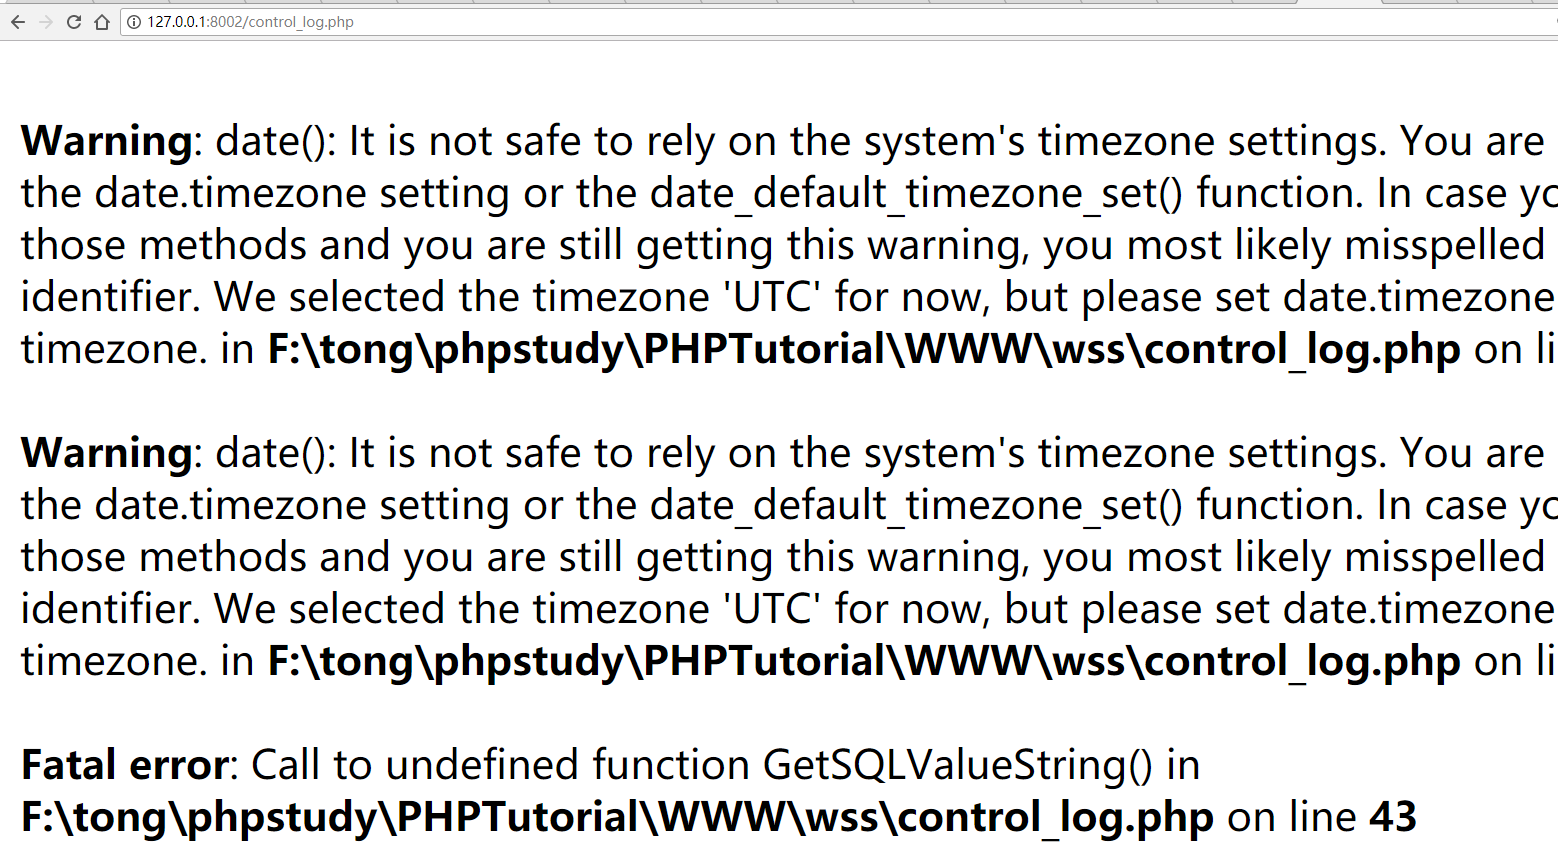 127.0.0.1:8002/control_log.php
Warning: date(): It is not safe to rely on the system's timezone settings. You are
the date.timezone setting or the date_default_timezone_set() function. In case
those methods and you are still getting this warning, you most likely misspelled
identifier. We selected the timezone 'UTC' for now, but please set date.timezone
timezone. in F:\tong\phpstudy\PHPTutorial\WWW\wss\control_log.php on
Warning: date(): It is not safe to rely on the system's timezone settings. You are
the date.timezone setting or the date_default_timezone_set() function. In case
those methods and you are still getting this warning, you most likely misspelled
identifier. We selected the timezone 'UTC' for now, but please set date.timezone
timezone. in F:\tong\phpstudy\PHPTutorial\WWW\wss\control_log.php on
Fatal error: Call to undefined function GetSQLValueString() in
F:\tong\phpstudy\PHPTutorial\WWW\wss\control_log.php on line 43